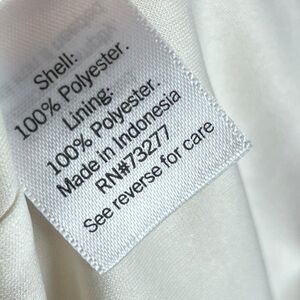 Shell:
100% Polyester.
Lining:
100% Polyester.
Made in Indonesia
RN#73277
See reverse for care